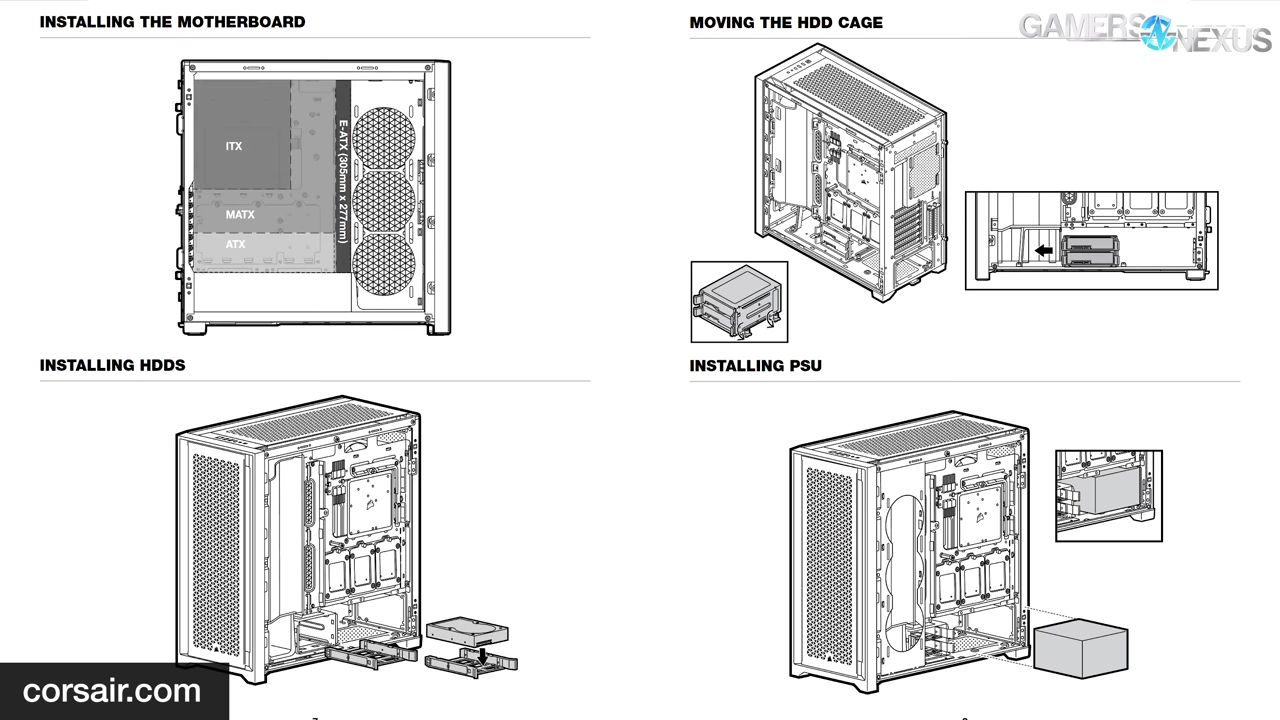 INSTALLING THE MOTHERBOARD
ITX
MATX
ATX
E-ATX (305mm x 277mm)
MOVING THE HDD CAGE
GAMERS NEXUS
INSTALLING HDDS
INSTALLING PSU
corsair.com